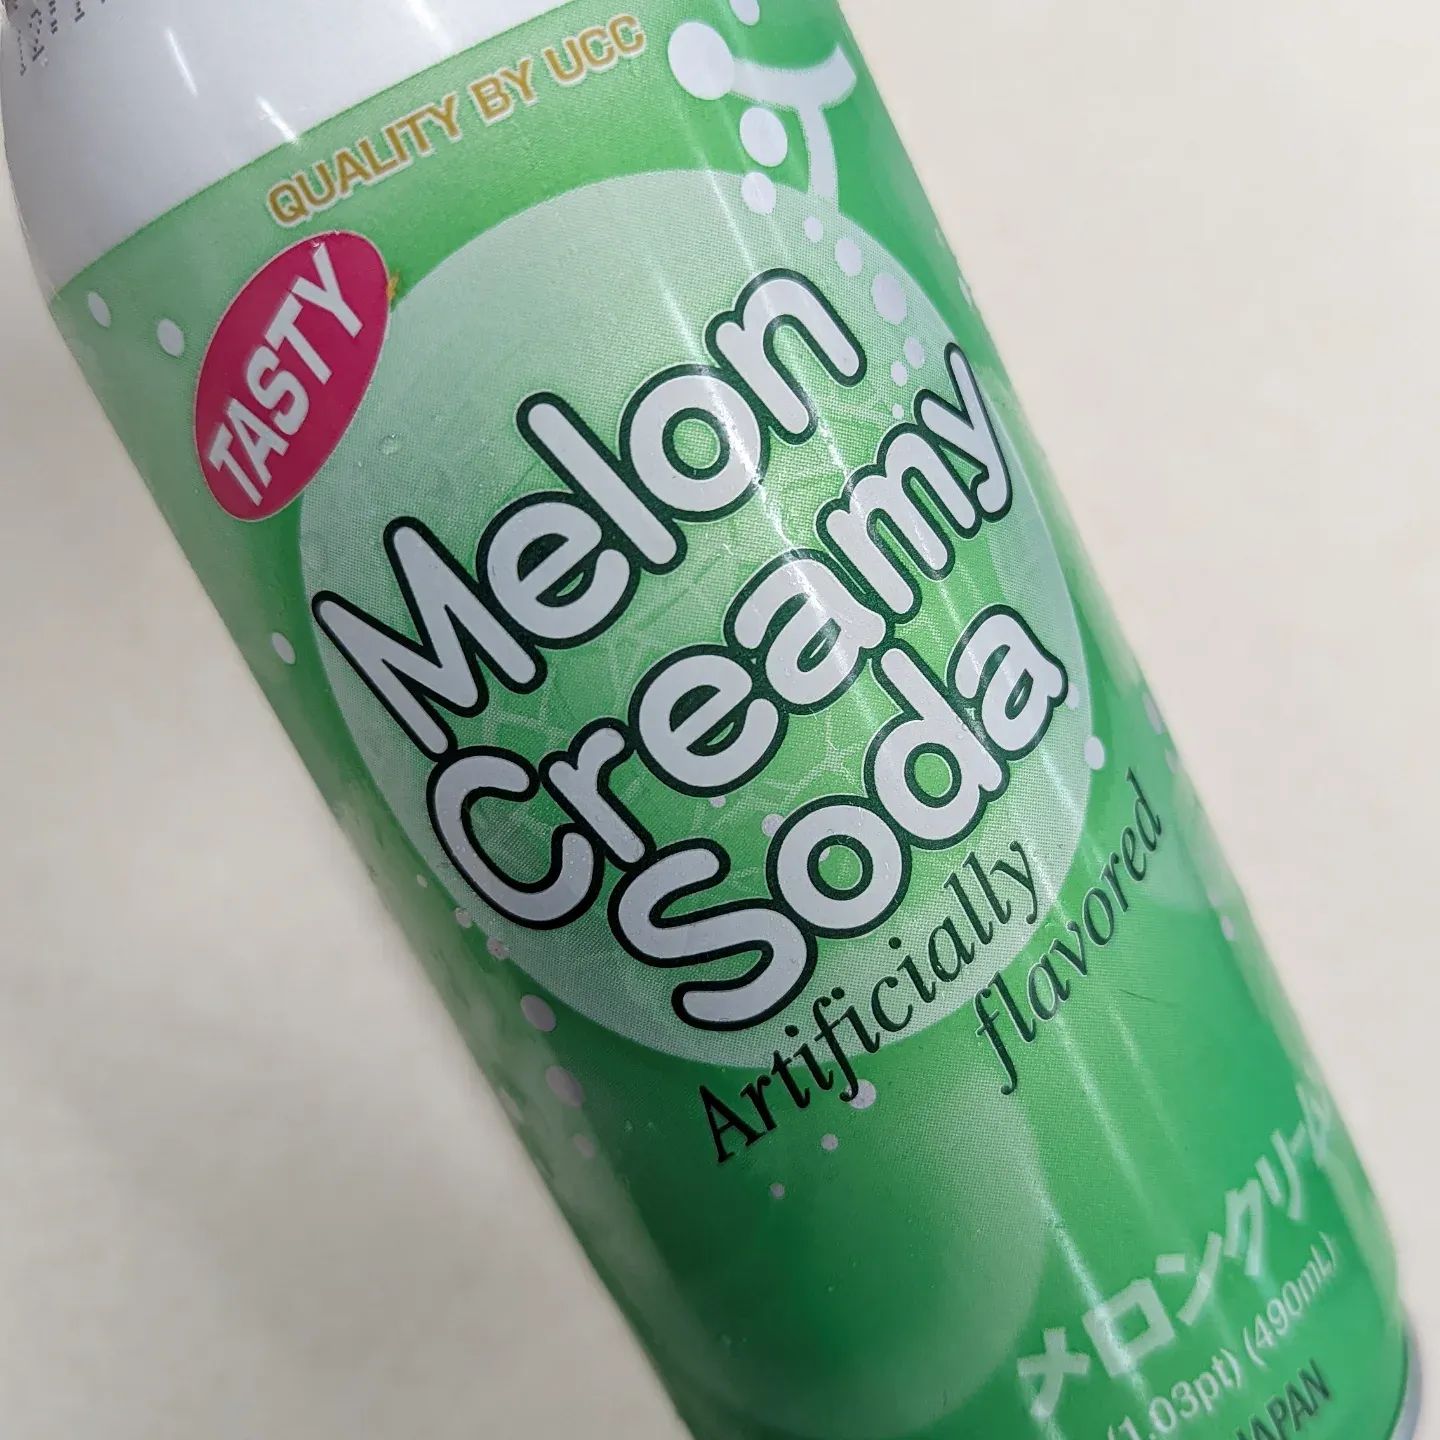 QUALITY BY UCC
TASTY
Melon
Creamy
Soda
Artificially
flavored
メロンクリーム
(1.03pt) (490mL)
JAPAN